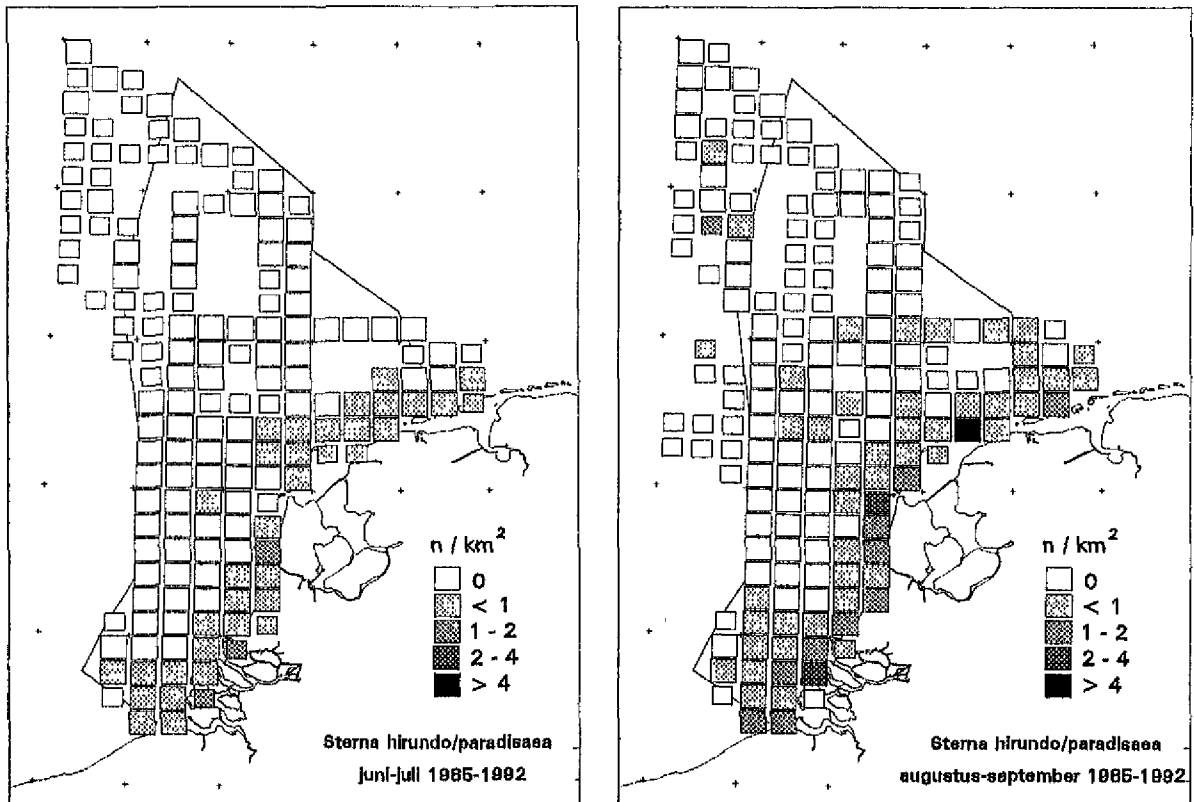 n / km²
0
< 1
1 - 2
2 - 4
> 4
Sterna hirundo/paradisaea
juni-juli 1985-1992
n / km²
0
< 1
1 - 2
2 - 4
> 4
Sterna hirundo/paradisaea
augustus-september 1985-1992